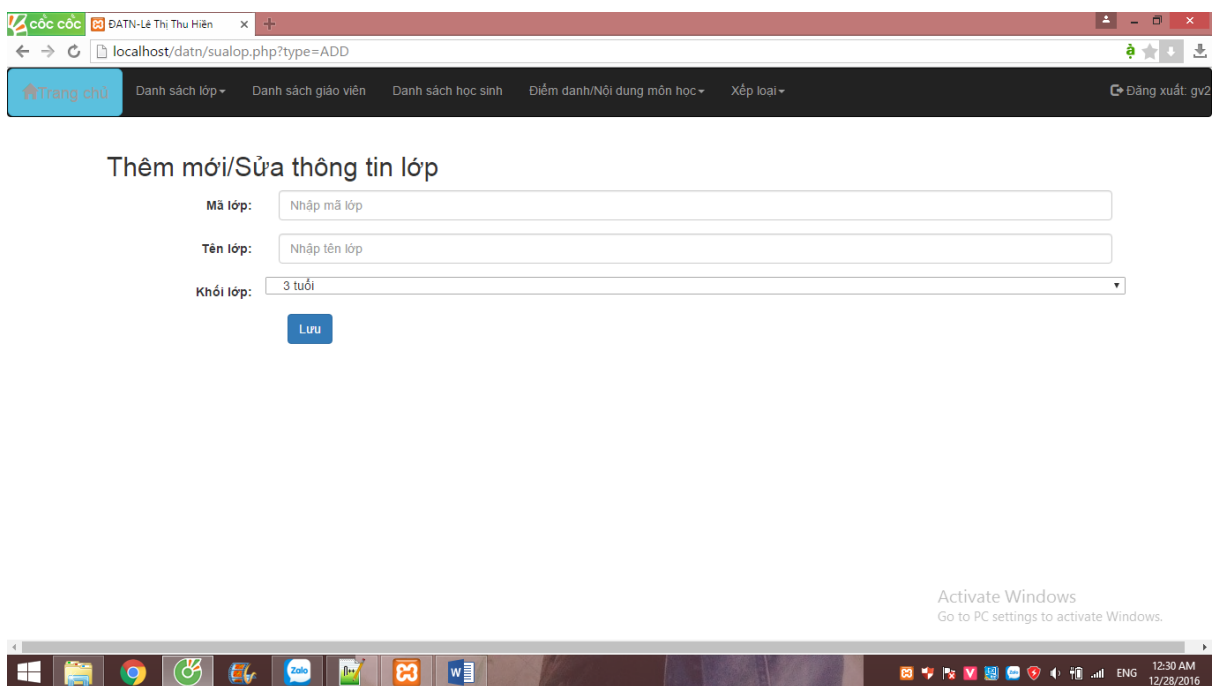 cốc cốc ĐATN-Lê Thị Thu Hiền
localhost/datn/sualop.php?type=ADD
Trang chủ Danh sách lớp Danh sách giáo viên Danh sách học sinh Điểm danh/Nội dung môn học Xếp loại Đăng xuất: gv2
Thêm mới/Sửa thông tin lớp
Mã lớp: Nhập mã lớp
Tên lớp: Nhập tên lớp
Khối lớp: 3 tuổi
Lưu
Activate Windows
Go to PC settings to activate Windows.
Zalo
ENG 12:30 AM
12/28/2016